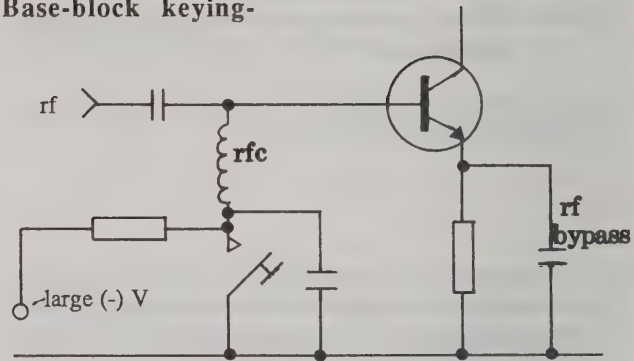 Base-block keying-
rf
rfc
rf
bypass
large (-) V